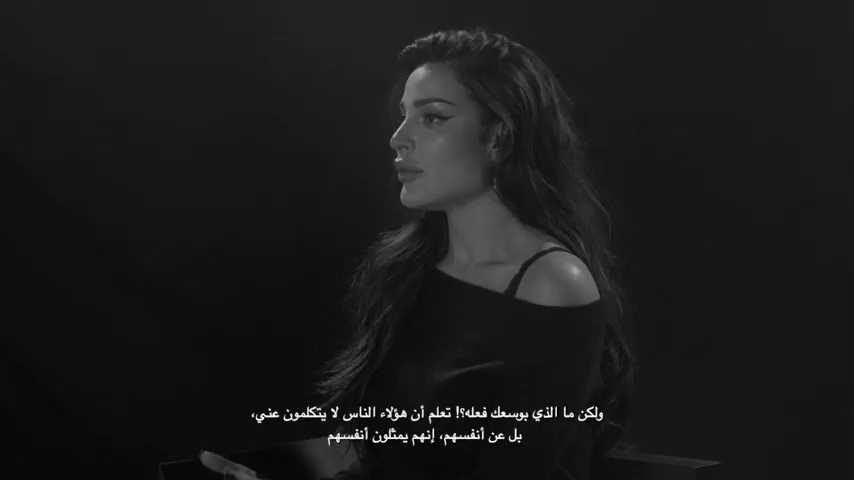 ولكن ما الذي بوسعك فعله؟! تعلم أن هؤلاء الناس لا يتكلمون عني،
بل عن أنفسهم، إنهم يمثلون أنفسهم